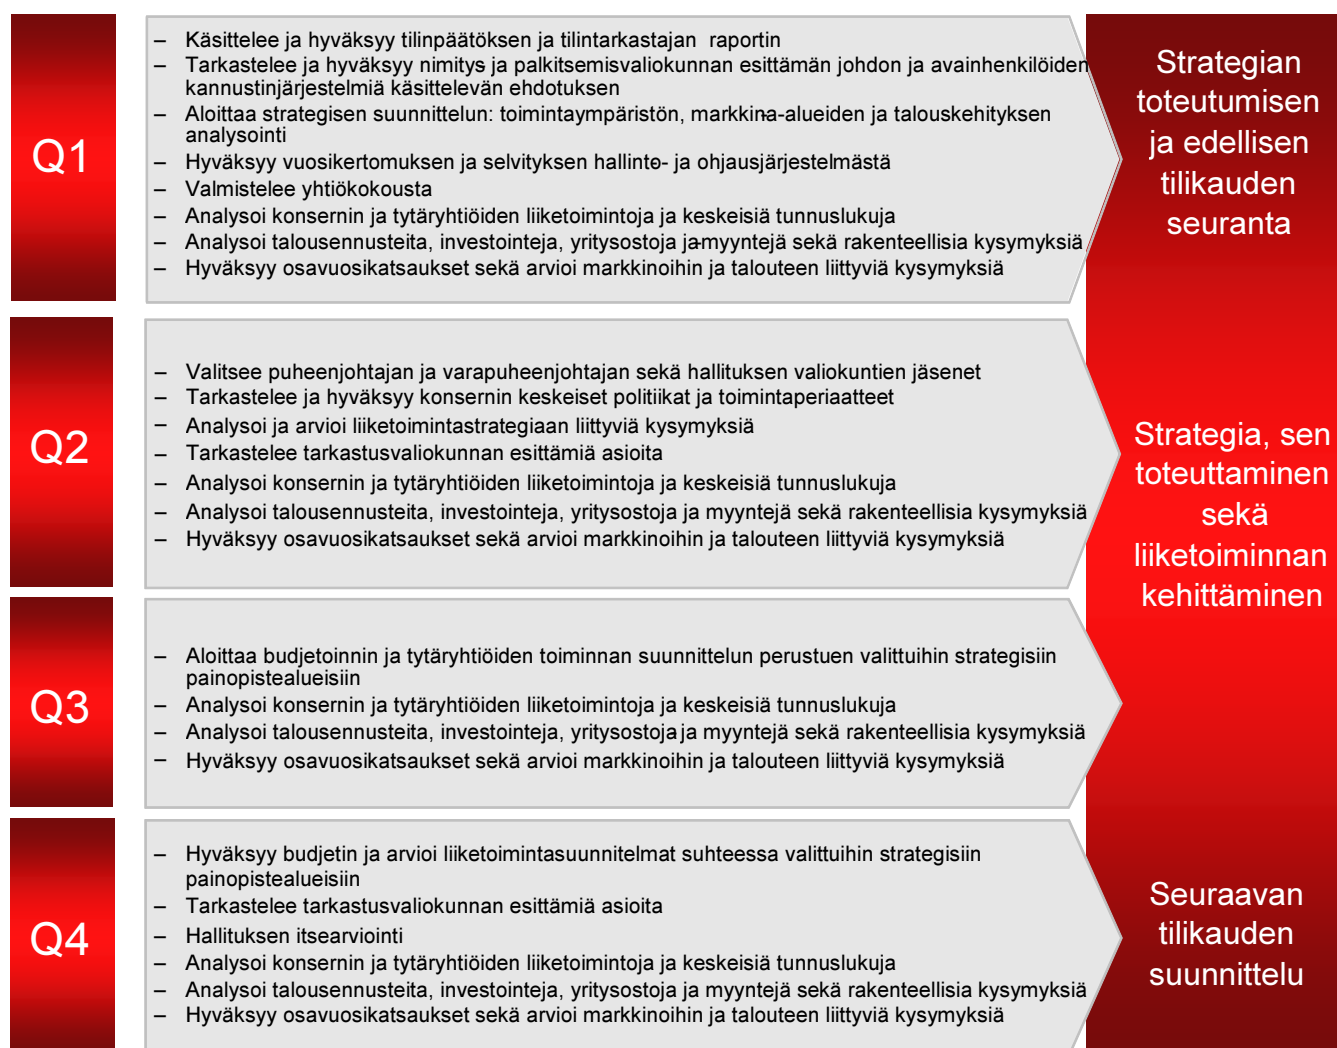 Q1
– Käsittelee ja hyväksyy tilinpäätöksen ja tilintarkastajan raportin
– Tarkastelee ja hyväksyy nimitys- ja palkitsemisvaliokunnan esittämän johdon ja avainhenkilöiden
kannustinjärjestelmiä käsittelevän ehdotuksen
– Aloittaa strategisen suunnittelun: toimintaympäristön, markkina-alueiden ja talouskehityksen
analysointi
– Hyväksyy vuosikertomuksen ja selvityksen hallinto- ja ohjausjärjestelmästä
– Valmistelee yhtiökokousta
– Analysoi konsernin ja tytäryhtiöiden liiketoimintoja ja keskeisiä tunnuslukuja
– Analysoi talousennusteita, investointeja, yritysostoja ja -myyntejä sekä rakenteellisia kysymyksiä
– Hyväksyy osavuosikatsaukset sekä arvioi markkinoihin ja talouteen liittyviä kysymyksiä
Strategian
toteutumisen
ja edellisen
tilikauden
seuranta
Q2
– Valitsee puheenjohtajan ja varapuheenjohtajan sekä hallituksen valiokuntien jäsenet
– Tarkastelee ja hyväksyy konsernin keskeiset politiikat ja toimintaperiaatteet
– Analysoi ja arvioi liiketoimintastrategiaan liittyviä kysymyksiä
– Tarkastelee tarkastusvaliokunnan esittämiä asioita
– Analysoi konsernin ja tytäryhtiöiden liiketoimintoja ja keskeisiä tunnuslukuja
– Analysoi talousennusteita, investointeja, yritysostoja ja myyntejä sekä rakenteellisia kysymyksiä
– Hyväksyy osavuosikatsaukset sekä arvioi markkinoihin ja talouteen liittyviä kysymyksiä
Strategia, sen
toteuttaminen
sekä
liiketoiminnan
kehittäminen
Q3
– Aloittaa budjetoinnin ja tytäryhtiöiden toiminnan suunnittelun perustuen valittuihin strategisiin
painopistealueisiin
– Analysoi konsernin ja tytäryhtiöiden liiketoimintoja ja keskeisiä tunnuslukuja
– Analysoi talousennusteita, investointeja, yritysostoja ja myyntejä sekä rakenteellisia kysymyksiä
– Hyväksyy osavuosikatsaukset sekä arvioi markkinoihin ja talouteen liittyviä kysymyksiä
Q4
– Hyväksyy budjetin ja arvioi liiketoimintasuunnitelmat suhteessa valittuihin strategisiin
painopistealueisiin
– Tarkastelee tarkastusvaliokunnan esittämiä asioita
– Hallituksen itsearviointi
– Analysoi konsernin ja tytäryhtiöiden liiketoimintoja ja keskeisiä tunnuslukuja
– Analysoi talousennusteita, investointeja, yritysostoja ja myyntejä sekä rakenteellisia kysymyksiä
– Hyväksyy osavuosikatsaukset sekä arvioi markkinoihin ja talouteen liittyviä kysymyksiä
Seuraavan
tilikauden
suunnittelu